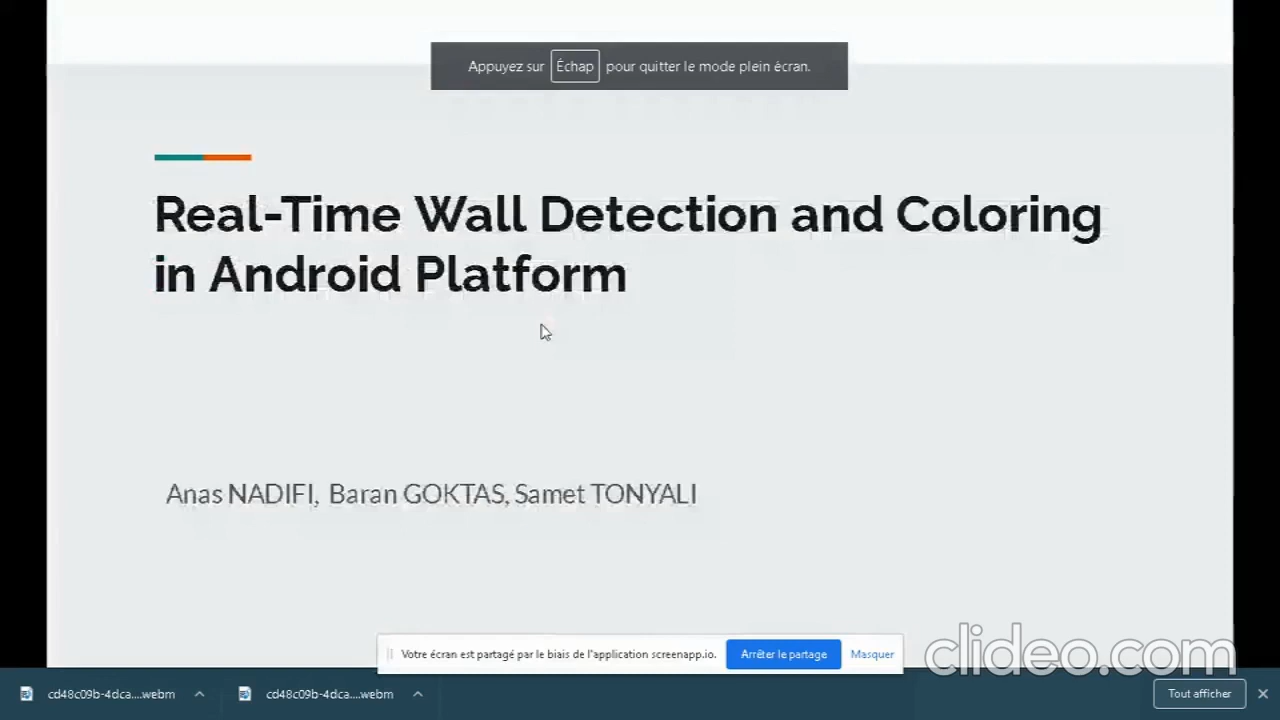 Appuyez sur Échap pour quitter le mode plein écran.
Real-Time Wall Detection and Coloring
in Android Platform
Anas NADIFI, Baran GOKTAS, Samet TONYALI
Votre écran est partagé par le biais de l'application screenapp.io. Arrêter le partage Masquer
clideo.com
cd48c09b-4dca....webm cd48c09b-4dca....webm Tout afficher